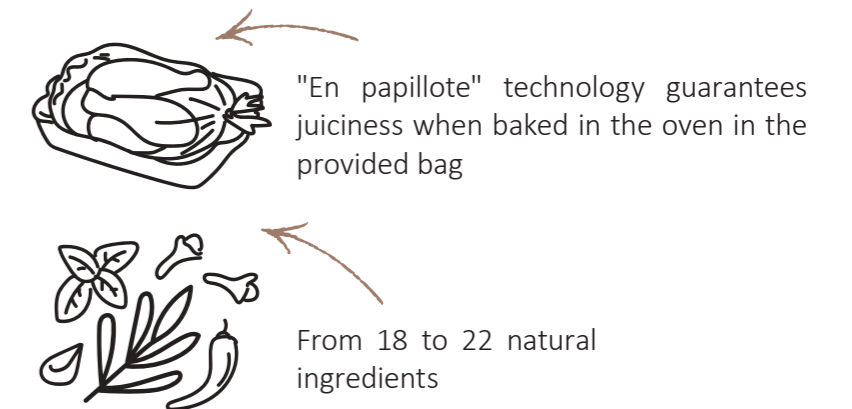 "En papillote" technology guarantees
juiciness when baked in the oven in the
provided bag
From 18 to 22 natural
ingredients